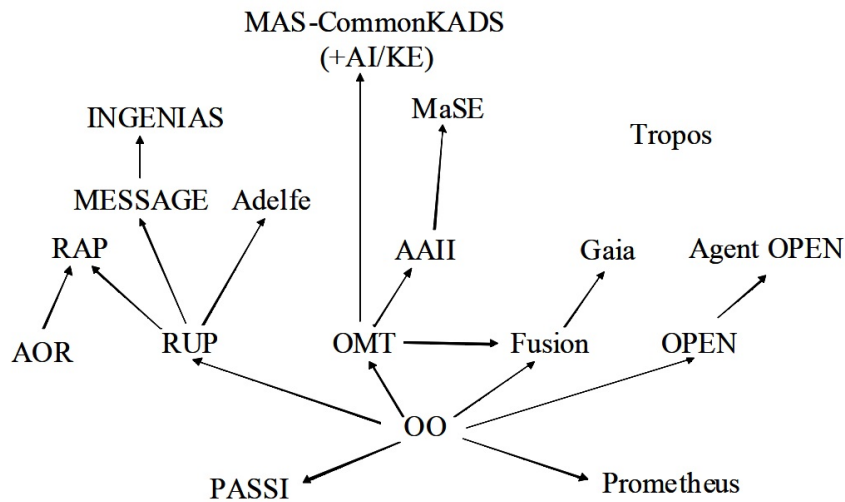 MAS-CommonKADS
(+AI/KE)
MaSE
INGENIAS
Tropos
MESSAGE
Adelfe
RAP
AAII
Gaia
Agent OPEN
AOR
RUP
OMT
Fusion
OPEN
OO
PASSI
Prometheus